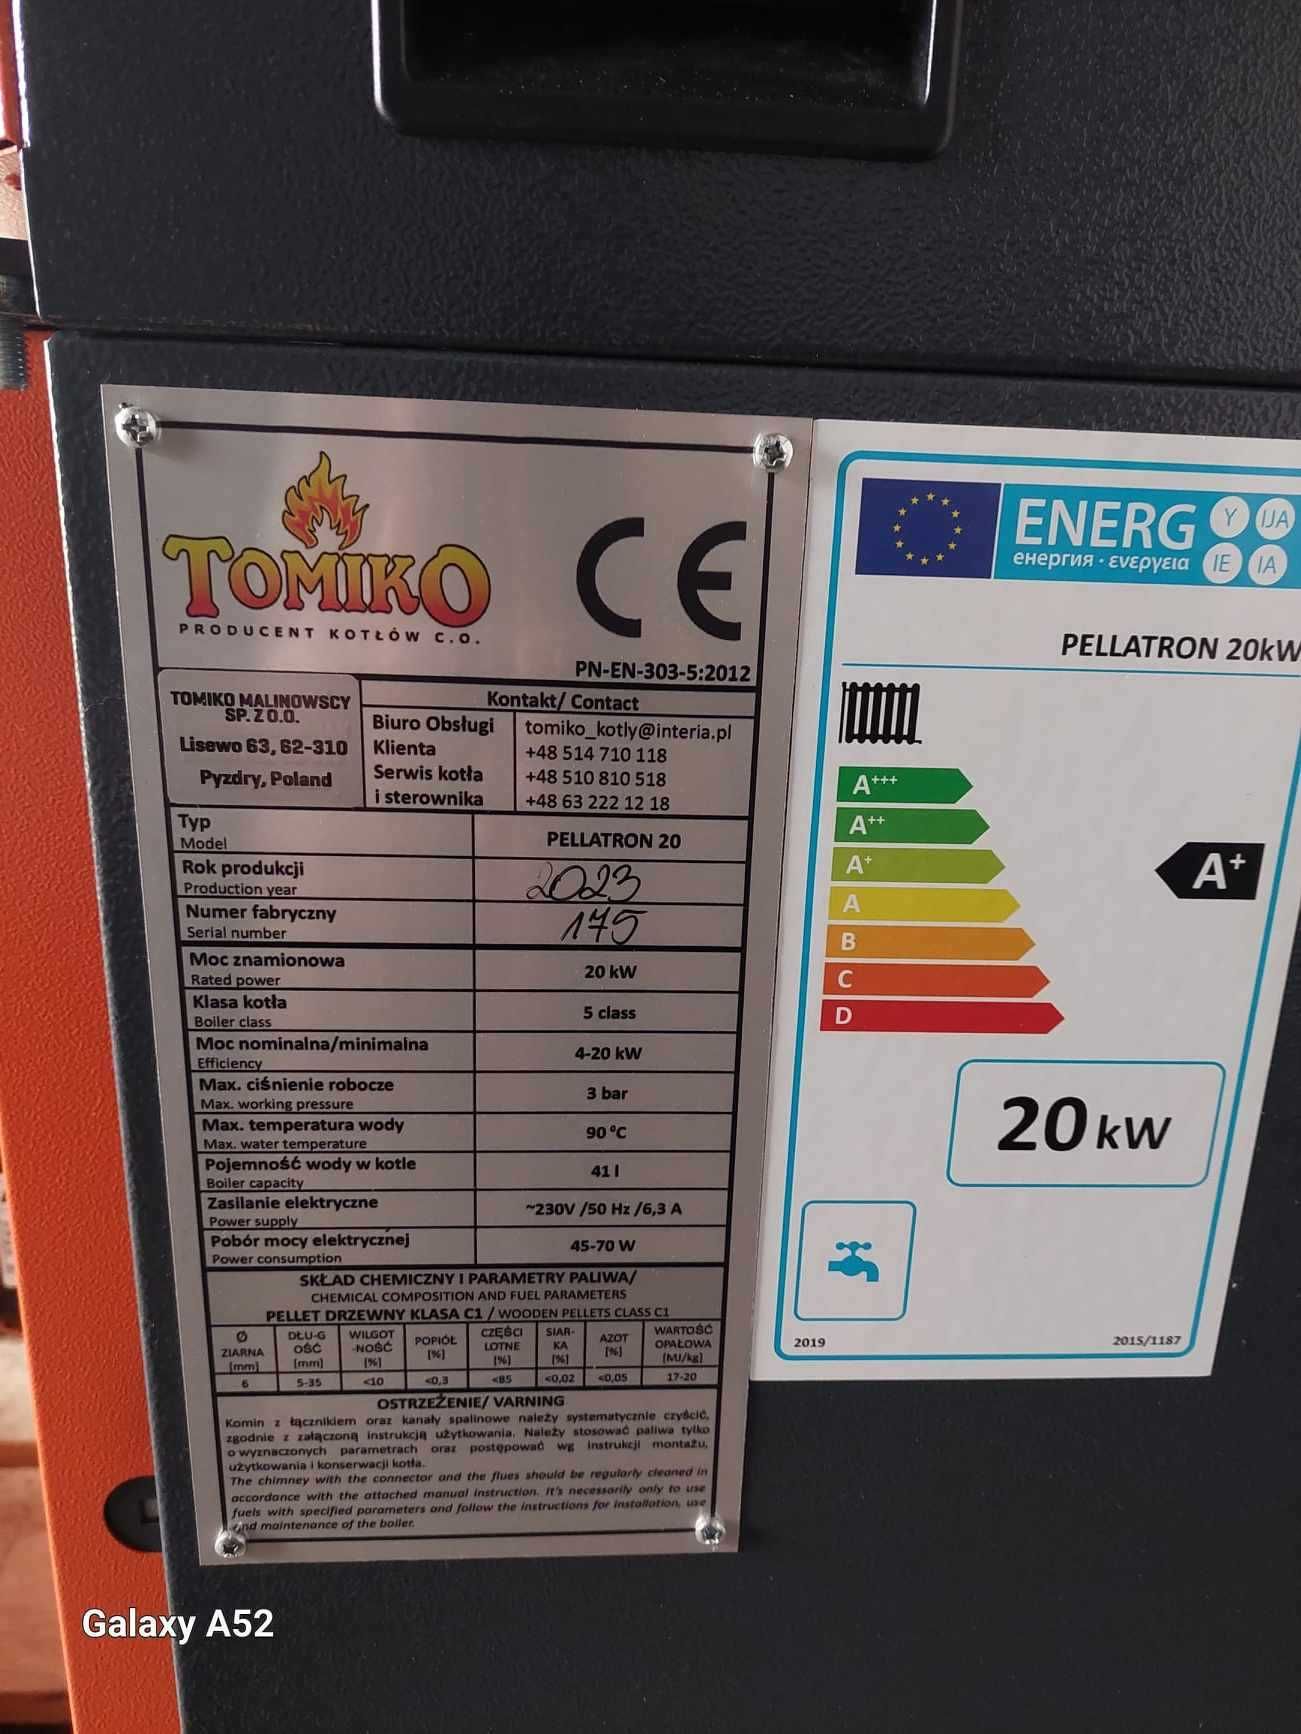 TOMIKO
PRODUCENT KOTŁÓW C.O.
CE
PN-EN-303-5:2012
TOMIKO MALINOWSCY
SP. Z O.O.
Lisewo 63, 62-310
Pyzdry, Poland
Kontakt/ Contact
Biuro Obsługi
Klienta
Serwis kotła
i sterownika
tomiko_kotly@interia.pl
+48 514 710 118
+48 510 810 518
+48 63 222 12 18
Typ
Model
PELLATRON 20
Rok produkcji
Production year
2023
Numer fabryczny
Serial number
175
Moc znamionowa
Rated power
20 kW
Klasa kotła
Boiler class
5 class
Moc nominalna/minimalna
Efficiency
4-20 kW
Max. ciśnienie robocze
Max. working pressure
3 bar
Max. temperatura wody
Max. water temperature
90 °C
Pojemność wody w kotle
Boiler capacity
41 l
Zasilanie elektryczne
Power supply
~230V /50 Hz /6,3 A
Pobór mocy elektrycznej
Power consumption
45-70 W
SKŁAD CHEMICZNY I PARAMETRY PALIWA/
CHEMICAL COMPOSITION AND FUEL PARAMETERS
PELLET DRZEWNY KLASA C1 / WOODEN PELLETS CLASS C1
Ø ZIARNA [mm]
DŁU-G OŚĆ [mm]
WILGOT -NOŚĆ [%]
POPIÓŁ [%]
CZĘŚCI LOTNE [%]
SIAR- KA [%]
AZOT [%]
WARTOŚĆ OPAŁOWA [MJ/kg]
6 5-35 <10 <0,3 <85 <0,02 <0,05 17-20
OSTRZEŻENIE/ VARNING
Komin z łącznikiem oraz kanały spalinowe należy systematycznie czyścić,
zgodnie z załączoną instrukcją użytkowania. Należy stosować paliwa tylko
o wyznaczonych parametrach oraz postępować wg instrukcji montażu,
użytkowania i konserwacji kotła.
The chimney with the connector and the flues should be regularly cleaned in
accordance with the attached manual instruction. It's necessarily only to use
fuels with specified parameters and follow the instructions for installation, use
and maintenance of the boiler.
ENERG
Y IJA
IE IA
енергия · ενεργεια
PELLATRON 20kW
A+++
A++
A+
A
B
C
D
A+
20 kW
2019
2015/1187
Galaxy A52